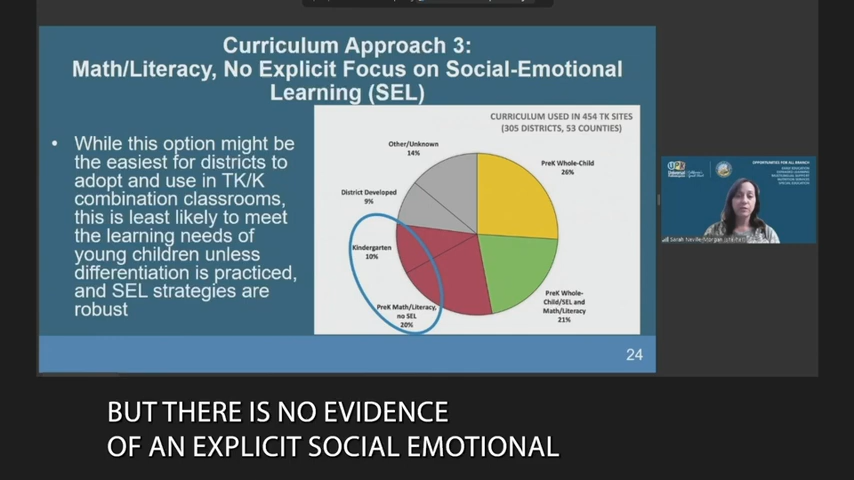 Curriculum Approach 3:
Math/Literacy, No Explicit Focus on Social-Emotional
Learning (SEL)
• While this option might be
the easiest for districts to
adopt and use in TK/K
combination classrooms,
this is least likely to meet
the learning needs of
young children unless
differentiation is practiced,
and SEL strategies are
robust
CURRICULUM USED IN 454 TK SITES
(305 DISTRICTS, 53 COUNTIES)
Other/Unknown
14%
PreK Whole-Child
26%
District Developed
9%
Kindergarten
10%
PreK Math/Literacy,
no SEL
20%
PreK Whole-
Child/SEL and
Math/Literacy
21%
24
OPPORTUNITIES FOR ALL BRANCH
Sarah Neville-Morgan
BUT THERE IS NO EVIDENCE
OF AN EXPLICIT SOCIAL EMOTIONAL